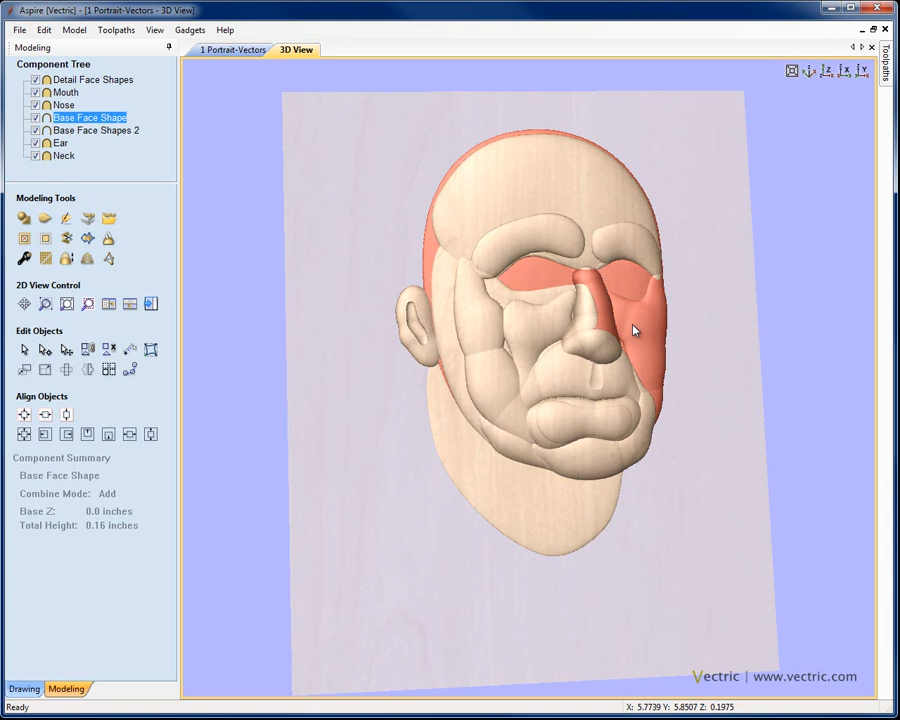 Aspire (Vectric) - [1 Portrait-Vectors - 3D View]
File Edit Model Toolpaths View Gadgets Help
Modeling
1 Portrait-Vectors 3D View
Toolpaths
Component Tree
Detail Face Shapes
Mouth
Nose
Base Face Shape
Base Face Shapes 2
Ear
Neck
Z X Y
Modeling Tools
2D View Control
Edit Objects
Align Objects
Component Summary
Base Face Shape
Combine Mode: Add
Base Z: 0.0 inches
Total Height: 0.16 inches
Vectric | www.vectric.com
Drawing Modeling
Ready
X: 5.7739 Y: 5.8507 Z: 0.1975